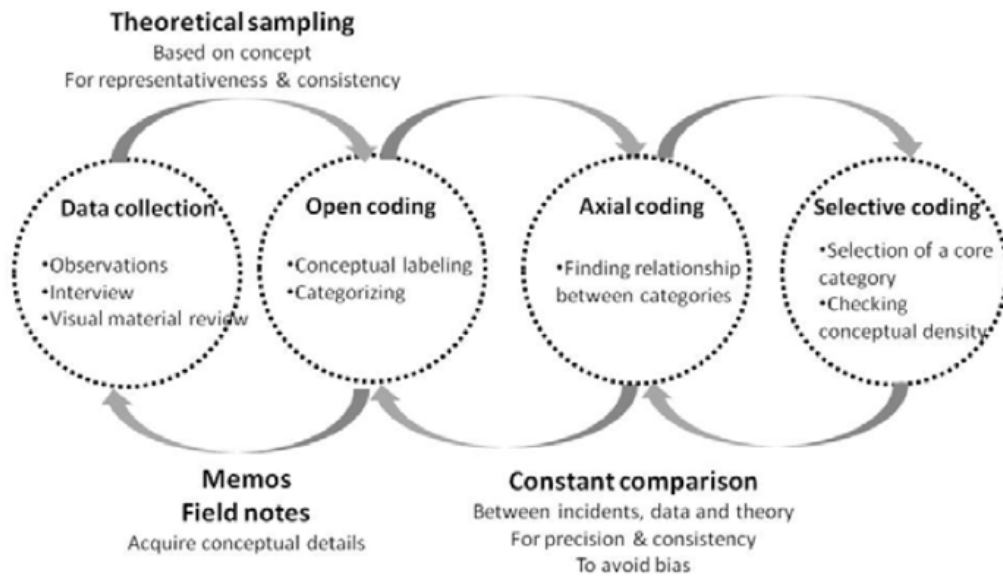 Theoretical sampling
Based on concept
For representativeness & consistency
Data collection
•Observations
•Interview
•Visual material review
Open coding
•Conceptual labeling
•Categorizing
Axial coding
•Finding relationship
between categories
Selective coding
•Selection of a core
category
•Checking
conceptual density
Memos
Field notes
Acquire conceptual details
Constant comparison
Between incidents, data and theory
For precision & consistency
To avoid bias